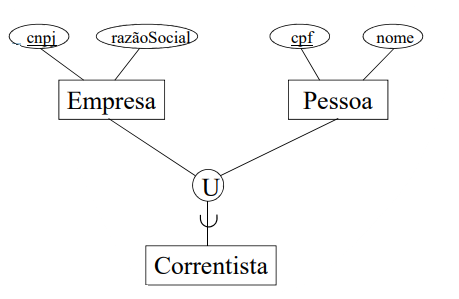 cnpj razãoSocial cpf nome
Empresa Pessoa
U
Correntista